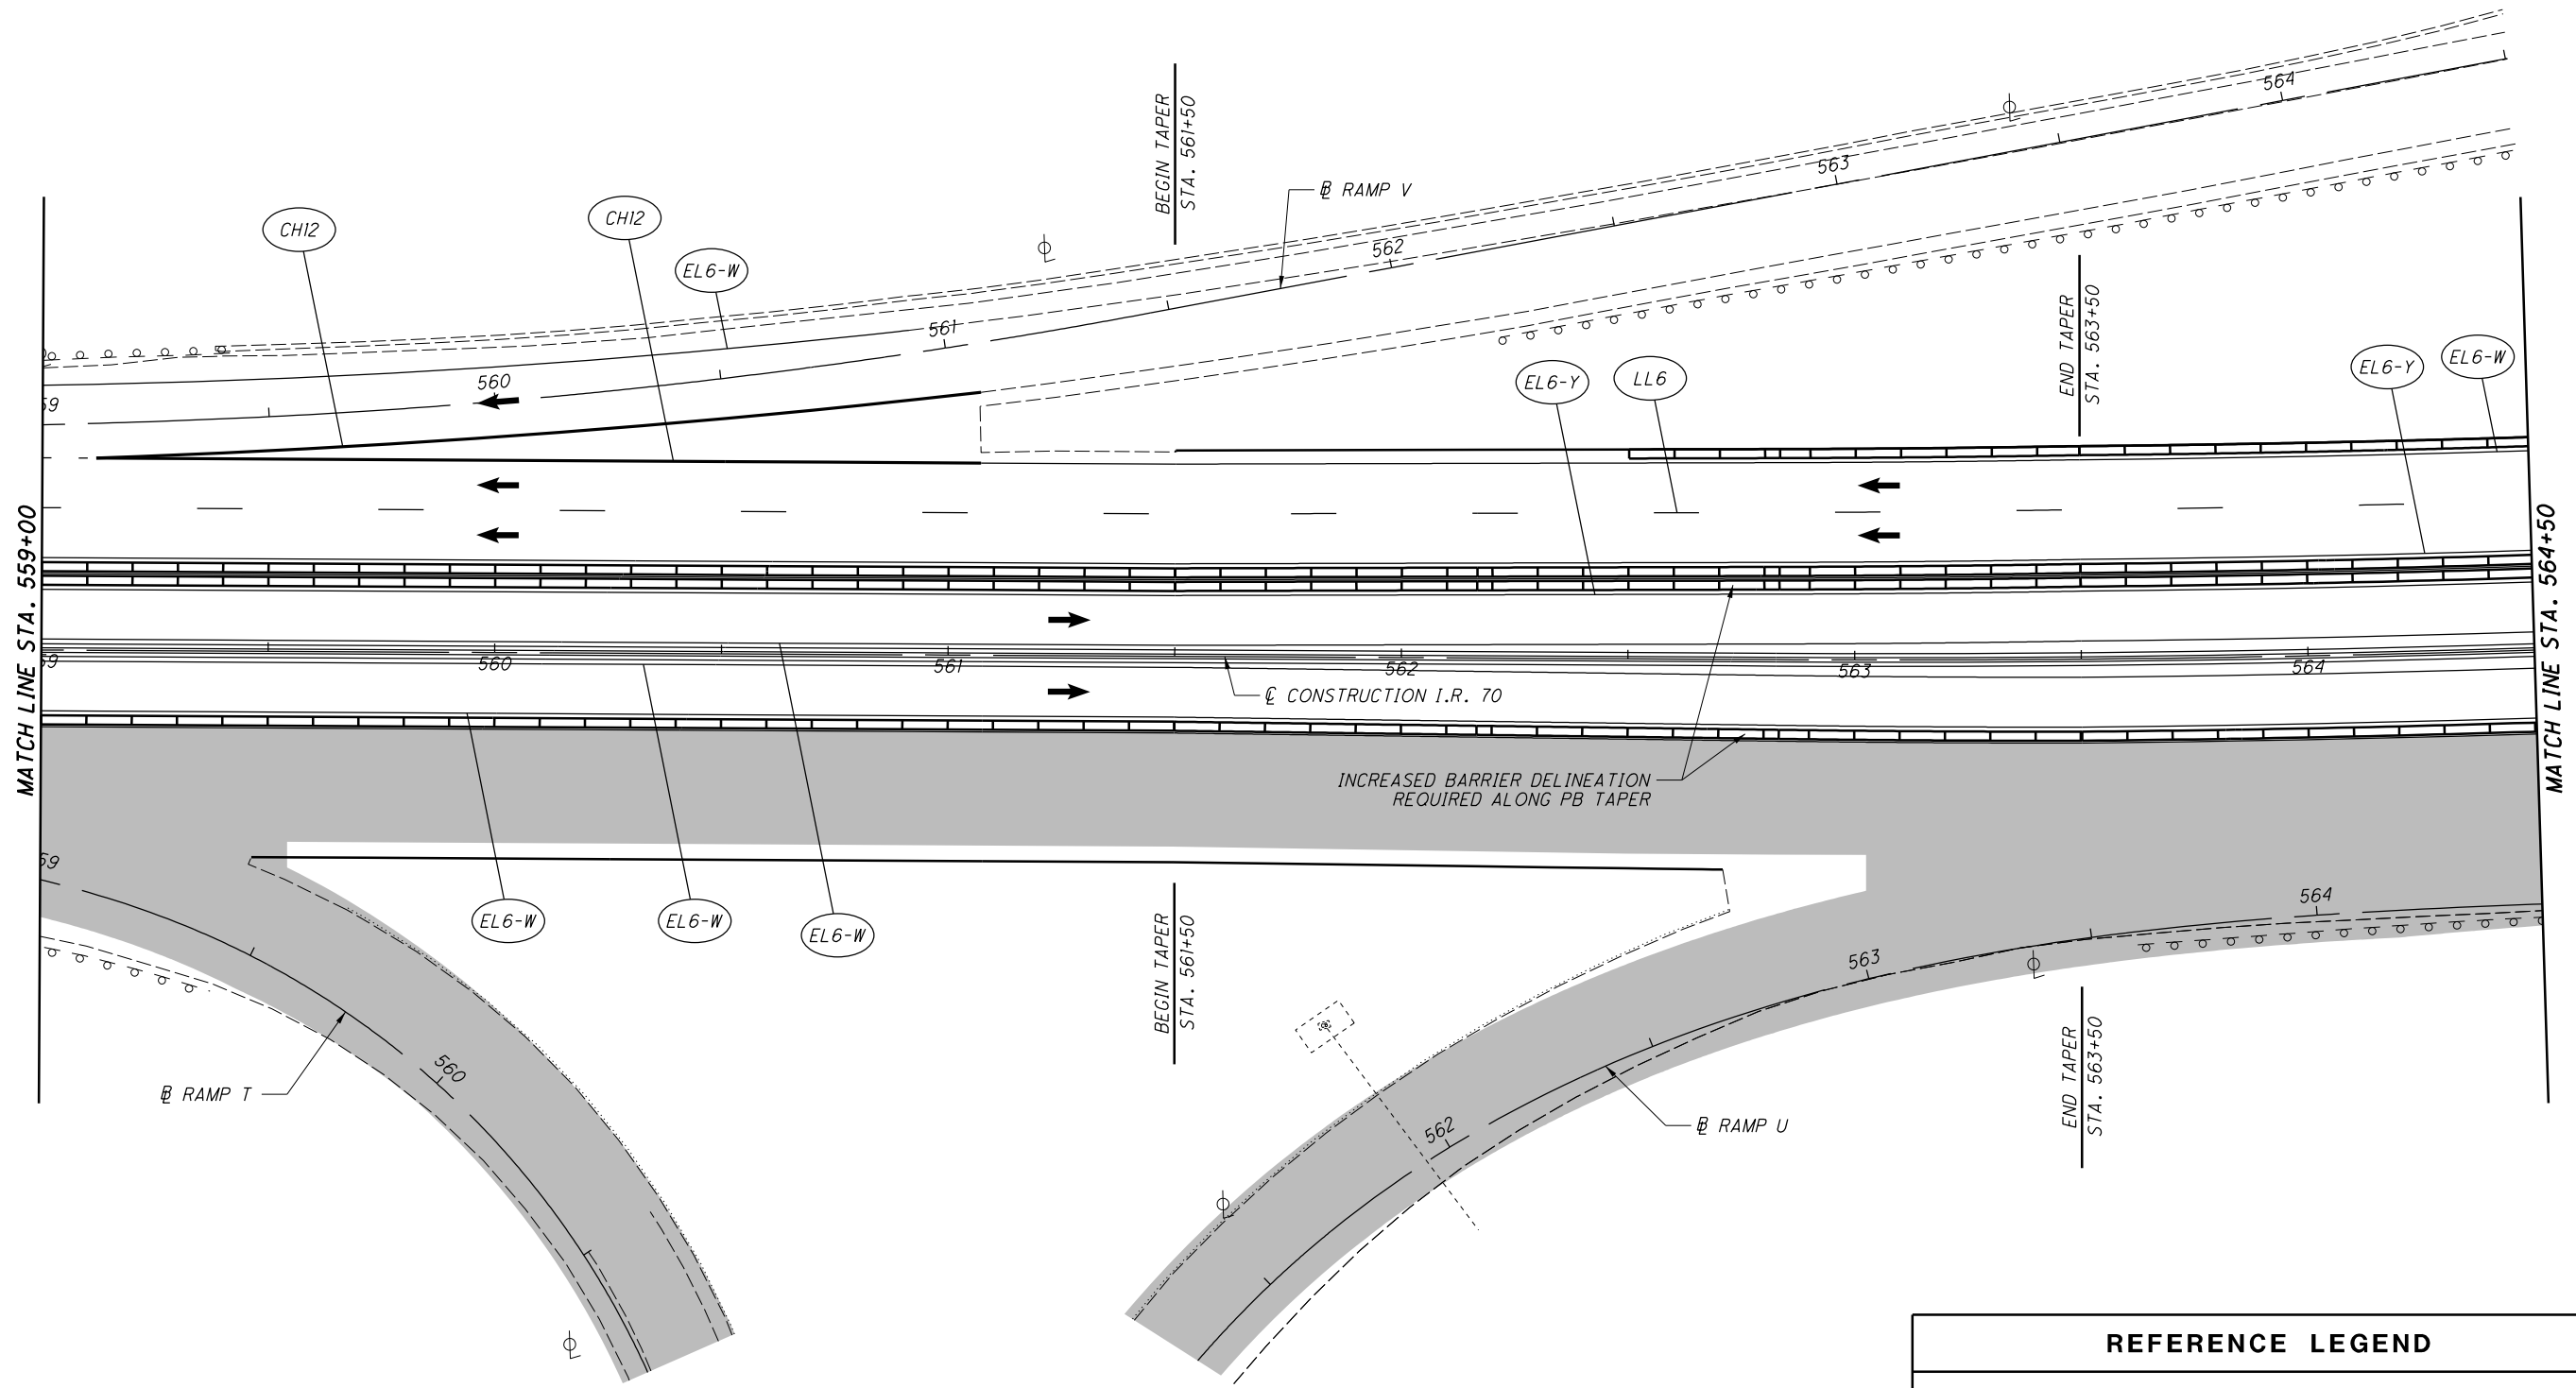 BEGIN TAPER
STA. 561+50
564
563
562
561
560
59
℄ RAMP V
CH12
CH12
EL6-W
END TAPER
STA. 563+50
EL6-Y
LL6
EL6-Y
EL6-W
MATCH LINE STA. 559+00
MATCH LINE STA. 564+50
59
560
561
562
563
564
℄ CONSTRUCTION I.R. 70
INCREASED BARRIER DELINEATION
REQUIRED ALONG PB TAPER
59
EL6-W
EL6-W
EL6-W
BEGIN TAPER
STA. 561+50
564
563
562
END TAPER
STA. 563+50
560
℄ RAMP T
℄ RAMP U
REFERENCE LEGEND